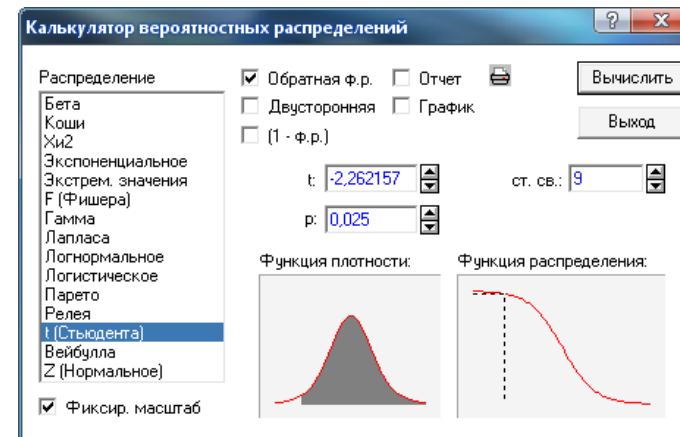 Калькулятор вероятностных распределений
Распределение
Бета
Коши
Хи2
Экспоненциальное
Экстрем. значения
F (Фишера)
Гамма
Лапласа
Логнормальное
Логистическое
Парето
Релея
t (Стьюдента)
Вейбулла
Z (Нормальное)
Фиксир. масштаб
Обратная ф.р.
Отчет
Двусторонняя
График
(1 - ф.р.)
Вычислить
Выход
t: -2,262157
ст. св.: 9
p: 0,025
Функция плотности:
Функция распределения: